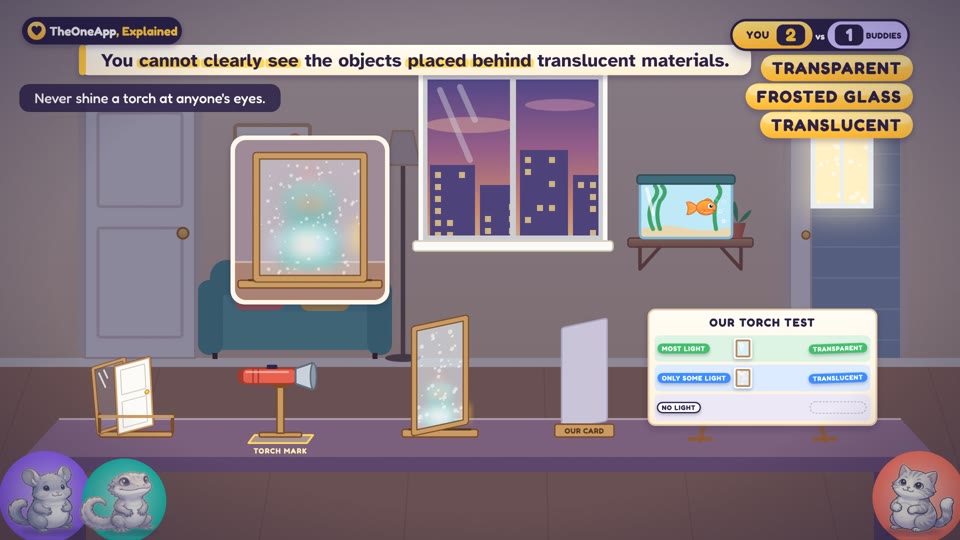 TheOneApp, Explained
YOU 2 vs 1 BUDDIES
You cannot clearly see the objects placed behind translucent materials.
TRANSPARENT
Never shine a torch at anyone's eyes.
FROSTED GLASS
TRANSLUCENT
OUR TORCH TEST
MOST LIGHT
TRANSPARENT
ONLY SOME LIGHT
TRANSLUCENT
NO LIGHT
OUR CARD
TORCH MARK